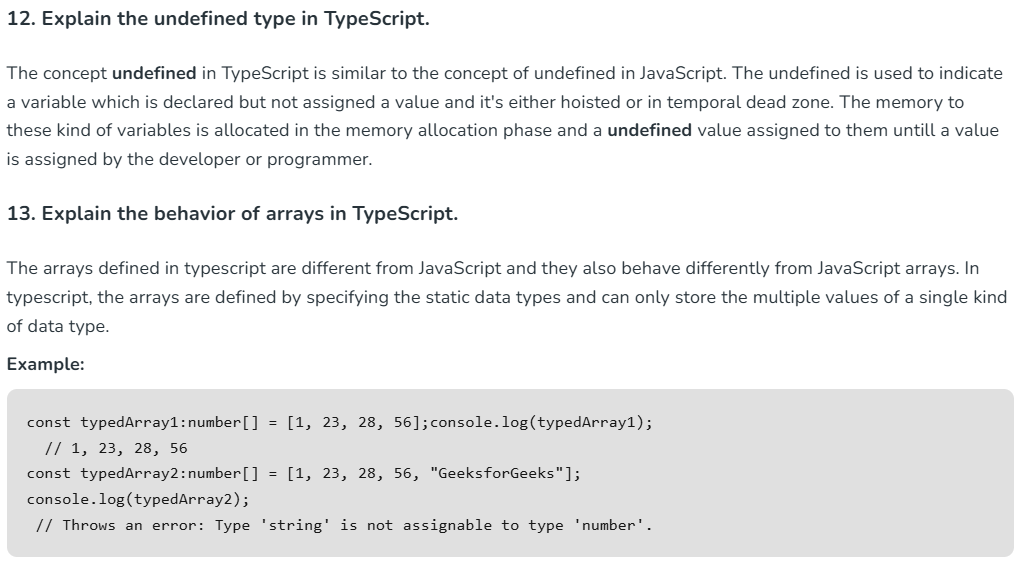 12. Explain the undefined type in TypeScript.
The concept undefined in TypeScript is similar to the concept of undefined in JavaScript. The undefined is used to indicate
a variable which is declared but not assigned a value and it's either hoisted or in temporal dead zone. The memory to
these kind of variables is allocated in the memory allocation phase and a undefined value assigned to them untill a value
is assigned by the developer or programmer.
13. Explain the behavior of arrays in TypeScript.
The arrays defined in typescript are different from JavaScript and they also behave differently from JavaScript arrays. In
typescript, the arrays are defined by specifying the static data types and can only store the multiple values of a single kind
of data type.
Example:
const typedArray1:number[] = [1, 23, 28, 56];console.log(typedArray1);
// 1, 23, 28, 56
const typedArray2:number[] = [1, 23, 28, 56, "GeeksforGeeks"];
console.log(typedArray2);
// Throws an error: Type 'string' is not assignable to type 'number'.